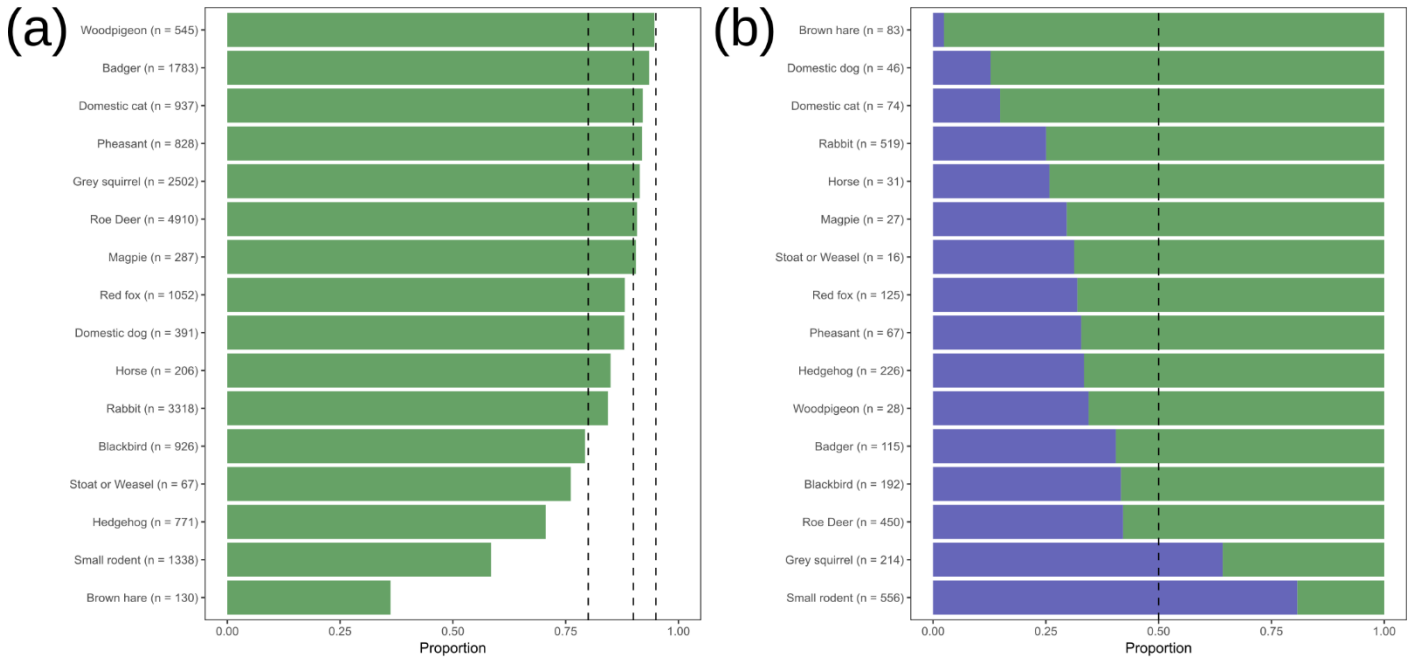 (a)
Woodpigeon (n = 545)
Badger (n = 1783)
Domestic cat (n = 937)
Pheasant (n = 828)
Grey squirrel (n = 2502)
Roe Deer (n = 4910)
Magpie (n = 287)
Red fox (n = 1052)
Domestic dog (n = 391)
Horse (n = 206)
Rabbit (n = 3318)
Blackbird (n = 926)
Stoat or Weasel (n = 67)
Hedgehog (n = 771)
Small rodent (n = 1338)
Brown hare (n = 130)
0.00 0.25 0.50 0.75 1.00
Proportion
(b)
Brown hare (n = 83)
Domestic dog (n = 46)
Domestic cat (n = 74)
Rabbit (n = 519)
Horse (n = 31)
Magpie (n = 27)
Stoat or Weasel (n = 16)
Red fox (n = 125)
Pheasant (n = 67)
Hedgehog (n = 226)
Woodpigeon (n = 28)
Badger (n = 115)
Blackbird (n = 192)
Roe Deer (n = 450)
Grey squirrel (n = 214)
Small rodent (n = 556)
0.00 0.25 0.50 0.75 1.00
Proportion